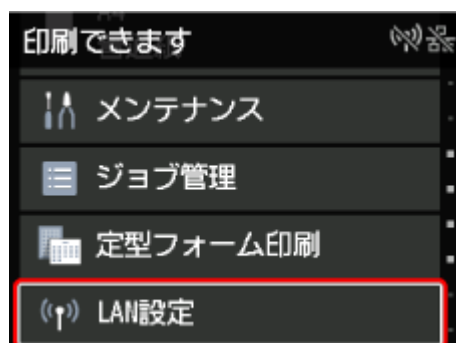 印刷できます
メンテナンス
ジョブ管理
定型フォーム印刷
LAN設定